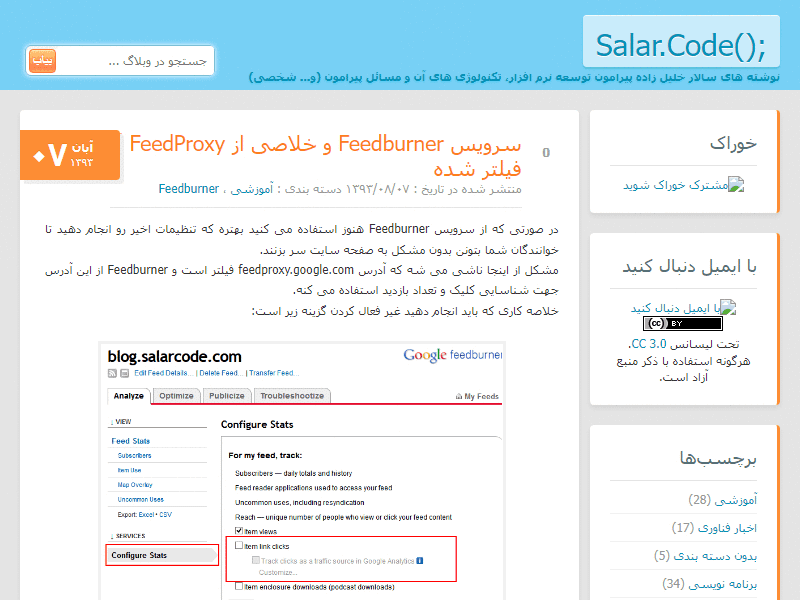 Salar.Code();
نوشته های سالار خلیل زاده پیرامون توسعه نرم افزار، تکنولوژی های آن و مسائل پیرامون (و... شخصی)
جستجو در وبلاگ ...
بیاب
سرویس Feedburner و خلاصی از FeedProxy
فیلتر شده
0
آبان
۰۷
۱۳۹۳
منتشر شده در تاریخ : ۱۳۹۳/۰۸/۰۷ دسته بندی : آموزشی ، Feedburner
در صورتی که از سرویس Feedburner هنوز استفاده می کنید بهتره که تنظیمات اخیر رو انجام دهید تا
خوانندگان شما بتونن بدون مشکل به صفحه سایت سر بزنند.
مشکل از اینجا ناشی می شه که آدرس feedproxy.google.com فیلتر است و Feedburner از این آدرس
جهت شناسایی کلیک و تعداد بازدید استفاده می کنه.
خلاصه کاری که باید انجام دهید غیر فعال کردن گزینه زیر است:
blog.salarcode.com
Google feedburner
Edit Feed Details... | Delete Feed... | Transfer Feed...
Analyze
Optimize
Publicize
Troubleshootize
My Feeds
↓ VIEW
Feed Stats
Subscribers
Item Use
Map Overlay
Uncommon Uses
Export: Excel • CSV
↓ SERVICES
Configure Stats
Configure Stats
For my feed, track:
Subscribers — daily totals and history
Feed reader applications used to access your feed
Uncommon uses, including resyndication
Reach — unique number of people who view or click your feed content
Item views
Item link clicks
Track clicks as a traffic source in Google Analytics
Customize...
Item enclosure downloads (podcast downloads)
خوراک
مشترک خوراک شوید
با ایمیل دنبال کنید
با ایمیل دنبال کنید
cc BY
تحت لیسانس CC 3.0.
هرگونه استفاده با ذکر منبع
آزاد است.
برچسب‌ها
آموزشی (28)
اخبار فناوری (17)
بدون دسته بندی (5)
برنامه نویسی (34)